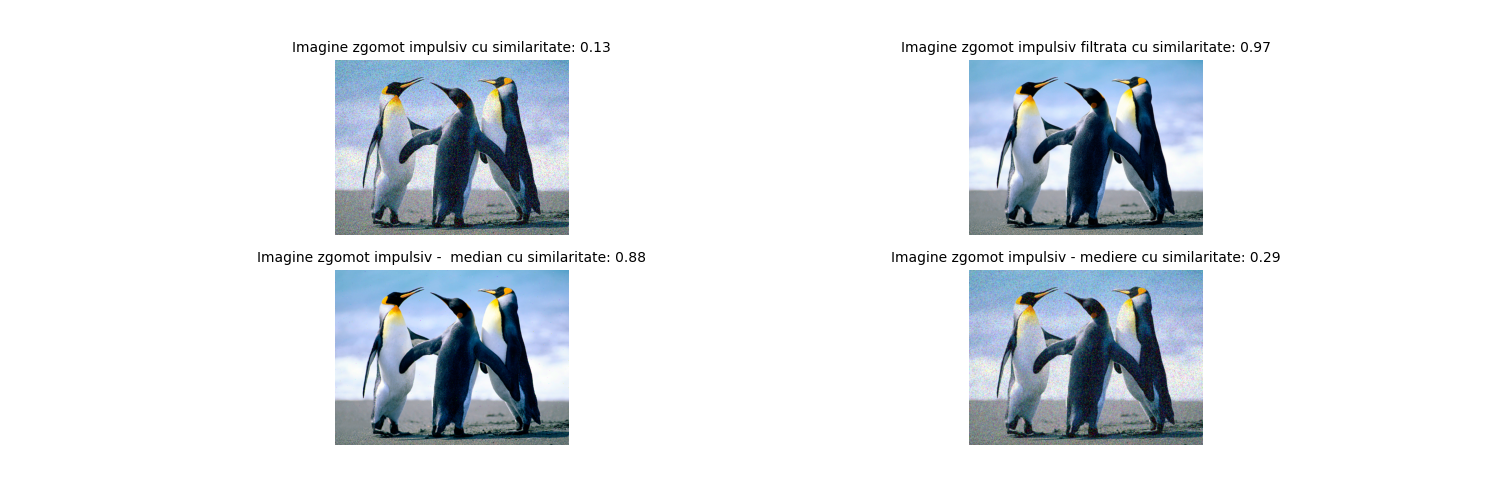 Imagine zgomot impulsiv cu similaritate: 0.13
Imagine zgomot impulsiv filtrata cu similaritate: 0.97
Imagine zgomot impulsiv -  median cu similaritate: 0.88
Imagine zgomot impulsiv - mediere cu similaritate: 0.29